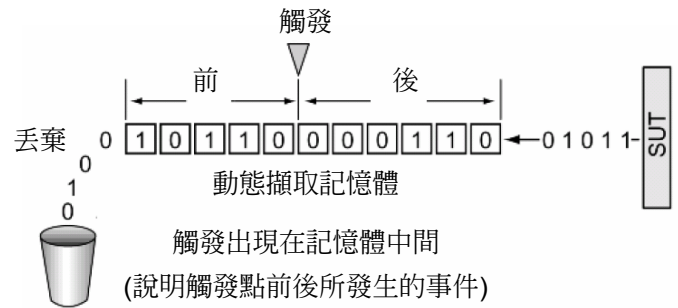 觸發
前 後
丟棄 0 1 0 1 1 0 0 0 0 1 1 0 0 1 0 1 1 SUT
0
1
0
動態擷取記憶體
觸發出現在記憶體中間
(說明觸發點前後所發生的事件)